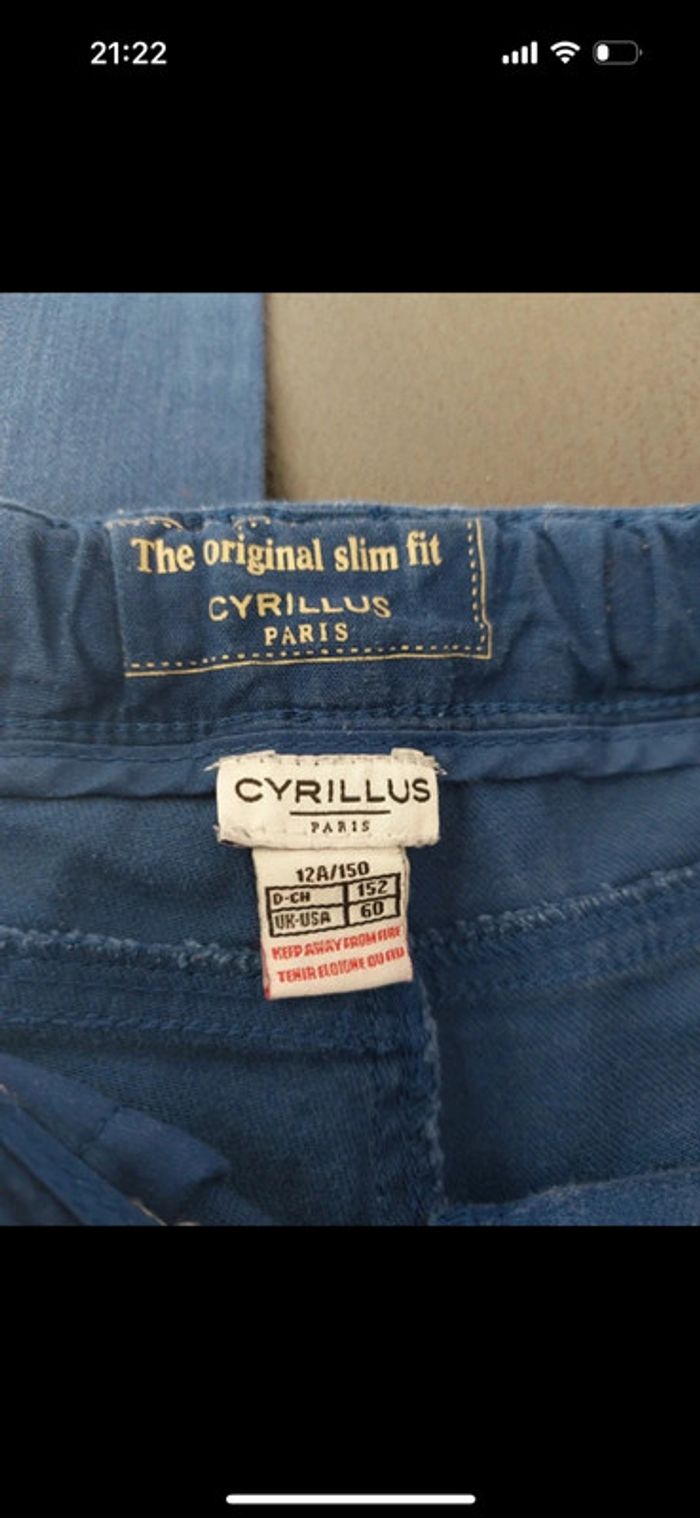 21:22
The original slim fit
CYRILLUS
PARIS
CYRILLUS
PARIS
12A/150
D-CH 152
UK-USA 60
KEEP AWAY FROM FIRE
TENIR ELOIGNE DU FEU